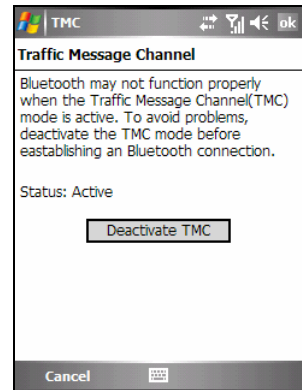 TMC ok
Traffic Message Channel
Bluetooth may not function properly
when the Traffic Message Channel(TMC)
mode is active. To avoid problems,
deactivate the TMC mode before
eastablishing an Bluetooth connection.
Status: Active
Deactivate TMC
Cancel